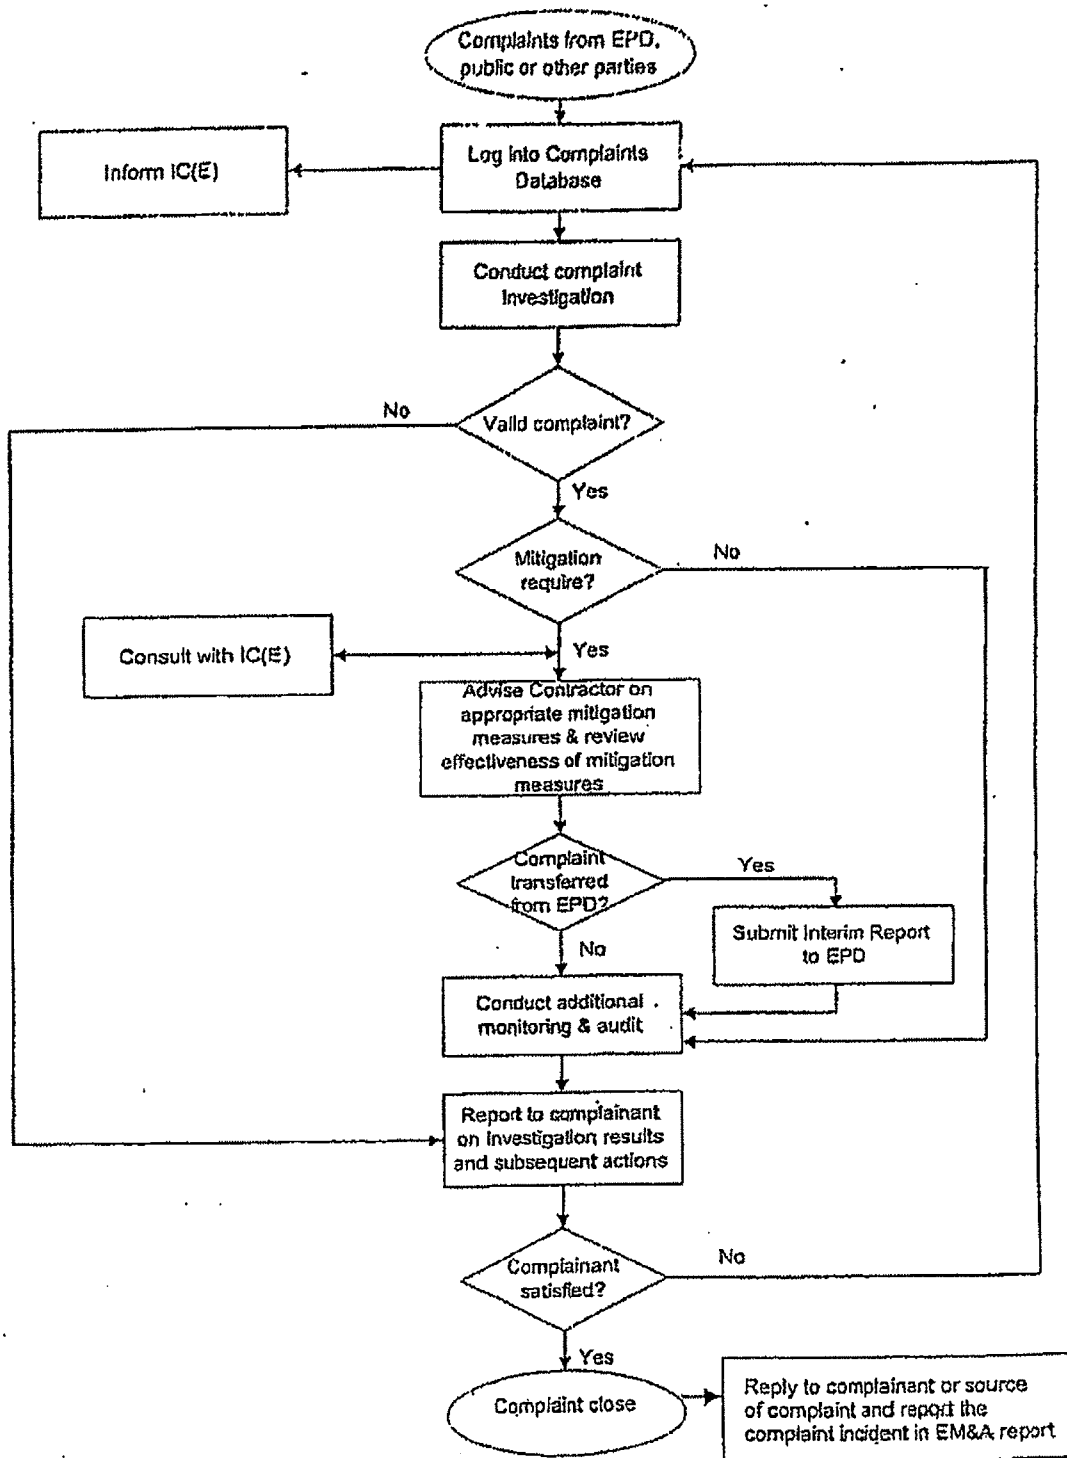 Complaints from EPD,
public or other parties
Inform IC(E)
Log into Complaints
Database
Conduct complaint
Investigation
No
Valid complaint?
Yes
Mitigation
require?
No
Consult with IC(E)
Yes
Advise Contractor on
appropriate mitigation
measures & review
effectiveness of mitigation
measures
Complaint
transferred
from EPD?
Yes
Submit Interim Report
to EPD
No
Conduct additional
monitoring & audit
Report to complainant
on investigation results
and subsequent actions
Complainant
satisfied?
No
Yes
Complaint close
Reply to complainant or source
of complaint and report the
complaint incident in EM&A report